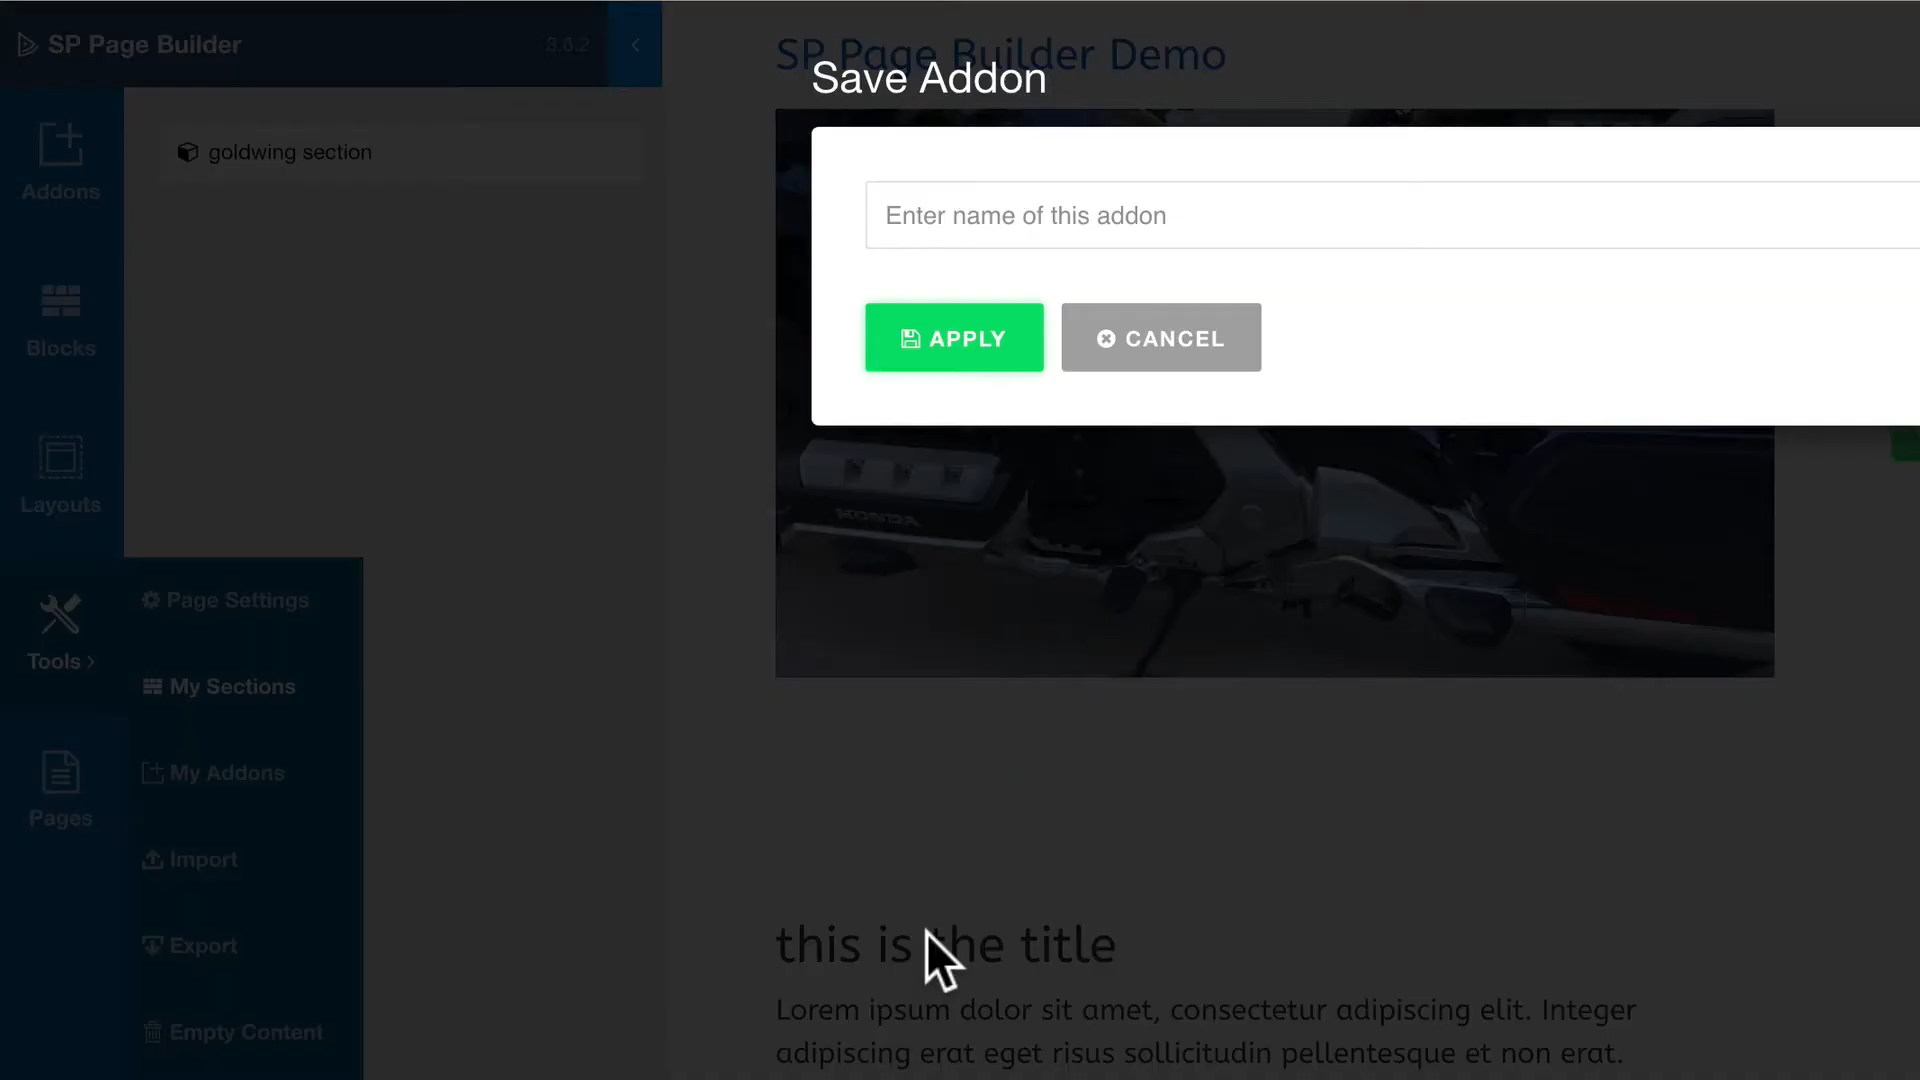 SP Page Builder
3.6.2
Addons
Blocks
Layouts
Tools
Pages
goldwing section
Page Settings
My Sections
My Addons
Import
Export
Empty Content
SP Page Builder Demo
Save Addon
Enter name of this addon
APPLY
CANCEL
HONDA
this is the title
Lorem ipsum dolor sit amet, consectetur adipiscing elit. Integer
adipiscing erat eget risus sollicitudin pellentesque et non erat.